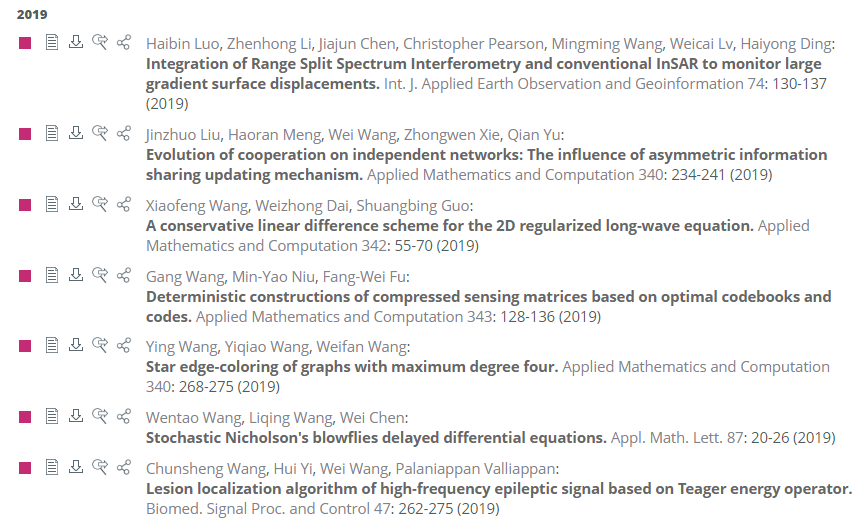 2019
Haibin Luo, Zhenhong Li, Jiajun Chen, Christopher Pearson, Mingming Wang, Weicai Lv, Haiyong Ding:
Integration of Range Split Spectrum Interferometry and conventional InSAR to monitor large
gradient surface displacements. Int. J. Applied Earth Observation and Geoinformation 74: 130-137
(2019)
Jinzhuo Liu, Haoran Meng, Wei Wang, Zhongwen Xie, Qian Yu:
Evolution of cooperation on independent networks: The influence of asymmetric information
sharing updating mechanism. Applied Mathematics and Computation 340: 234-241 (2019)
Xiaofeng Wang, Weizhong Dai, Shuangbing Guo:
A conservative linear difference scheme for the 2D regularized long-wave equation. Applied
Mathematics and Computation 342: 55-70 (2019)
Gang Wang, Min-Yao Niu, Fang-Wei Fu:
Deterministic constructions of compressed sensing matrices based on optimal codebooks and
codes. Applied Mathematics and Computation 343: 128-136 (2019)
Ying Wang, Yiqiao Wang, Weifan Wang:
Star edge-coloring of graphs with maximum degree four. Applied Mathematics and Computation
340: 268-275 (2019)
Wentao Wang, Liqing Wang, Wei Chen:
Stochastic Nicholson's blowflies delayed differential equations. Appl. Math. Lett. 87: 20-26 (2019)
Chunsheng Wang, Hui Yi, Wei Wang, Palaniappan Valliappan:
Lesion localization algorithm of high-frequency epileptic signal based on Teager energy operator.
Biomed. Signal Proc. and Control 47: 262-275 (2019)